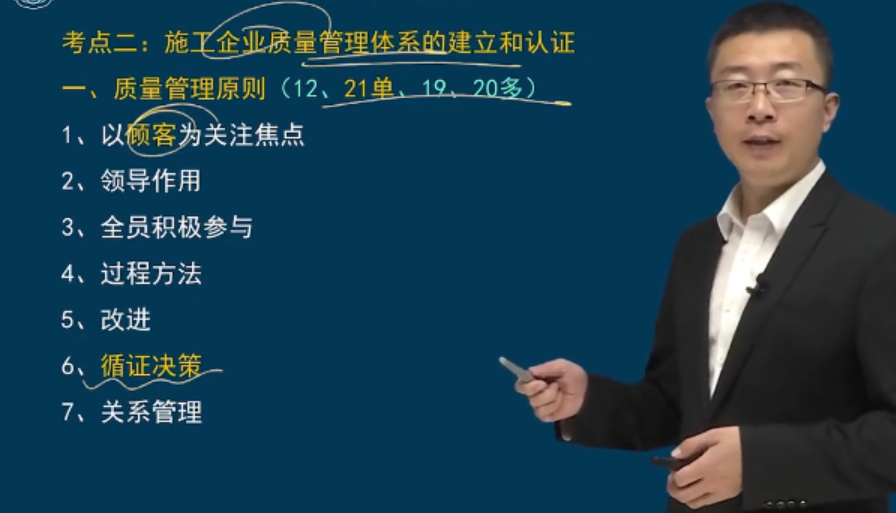 考点二：施工企业质量管理体系的建立和认证
一、质量管理原则（12、21单、19、20多）
1、以顾客为关注焦点
2、领导作用
3、全员积极参与
4、过程方法
5、改进
6、循证决策
7、关系管理